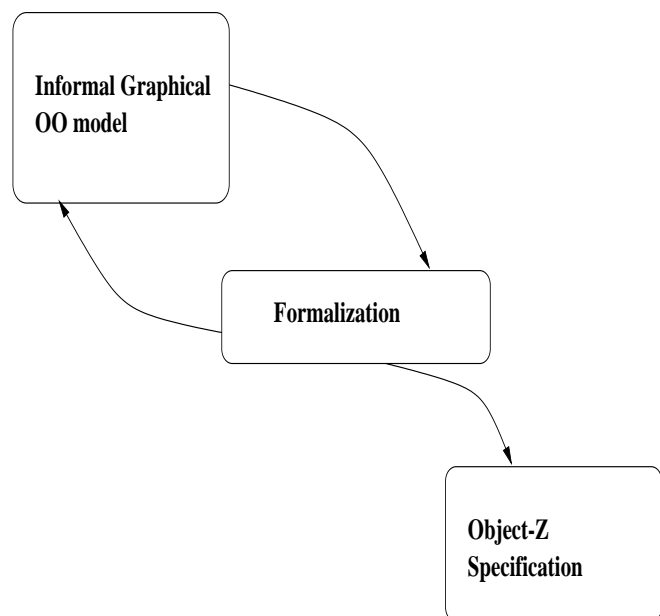 Informal Graphical
OO model
Formalization
Object-Z
Specification